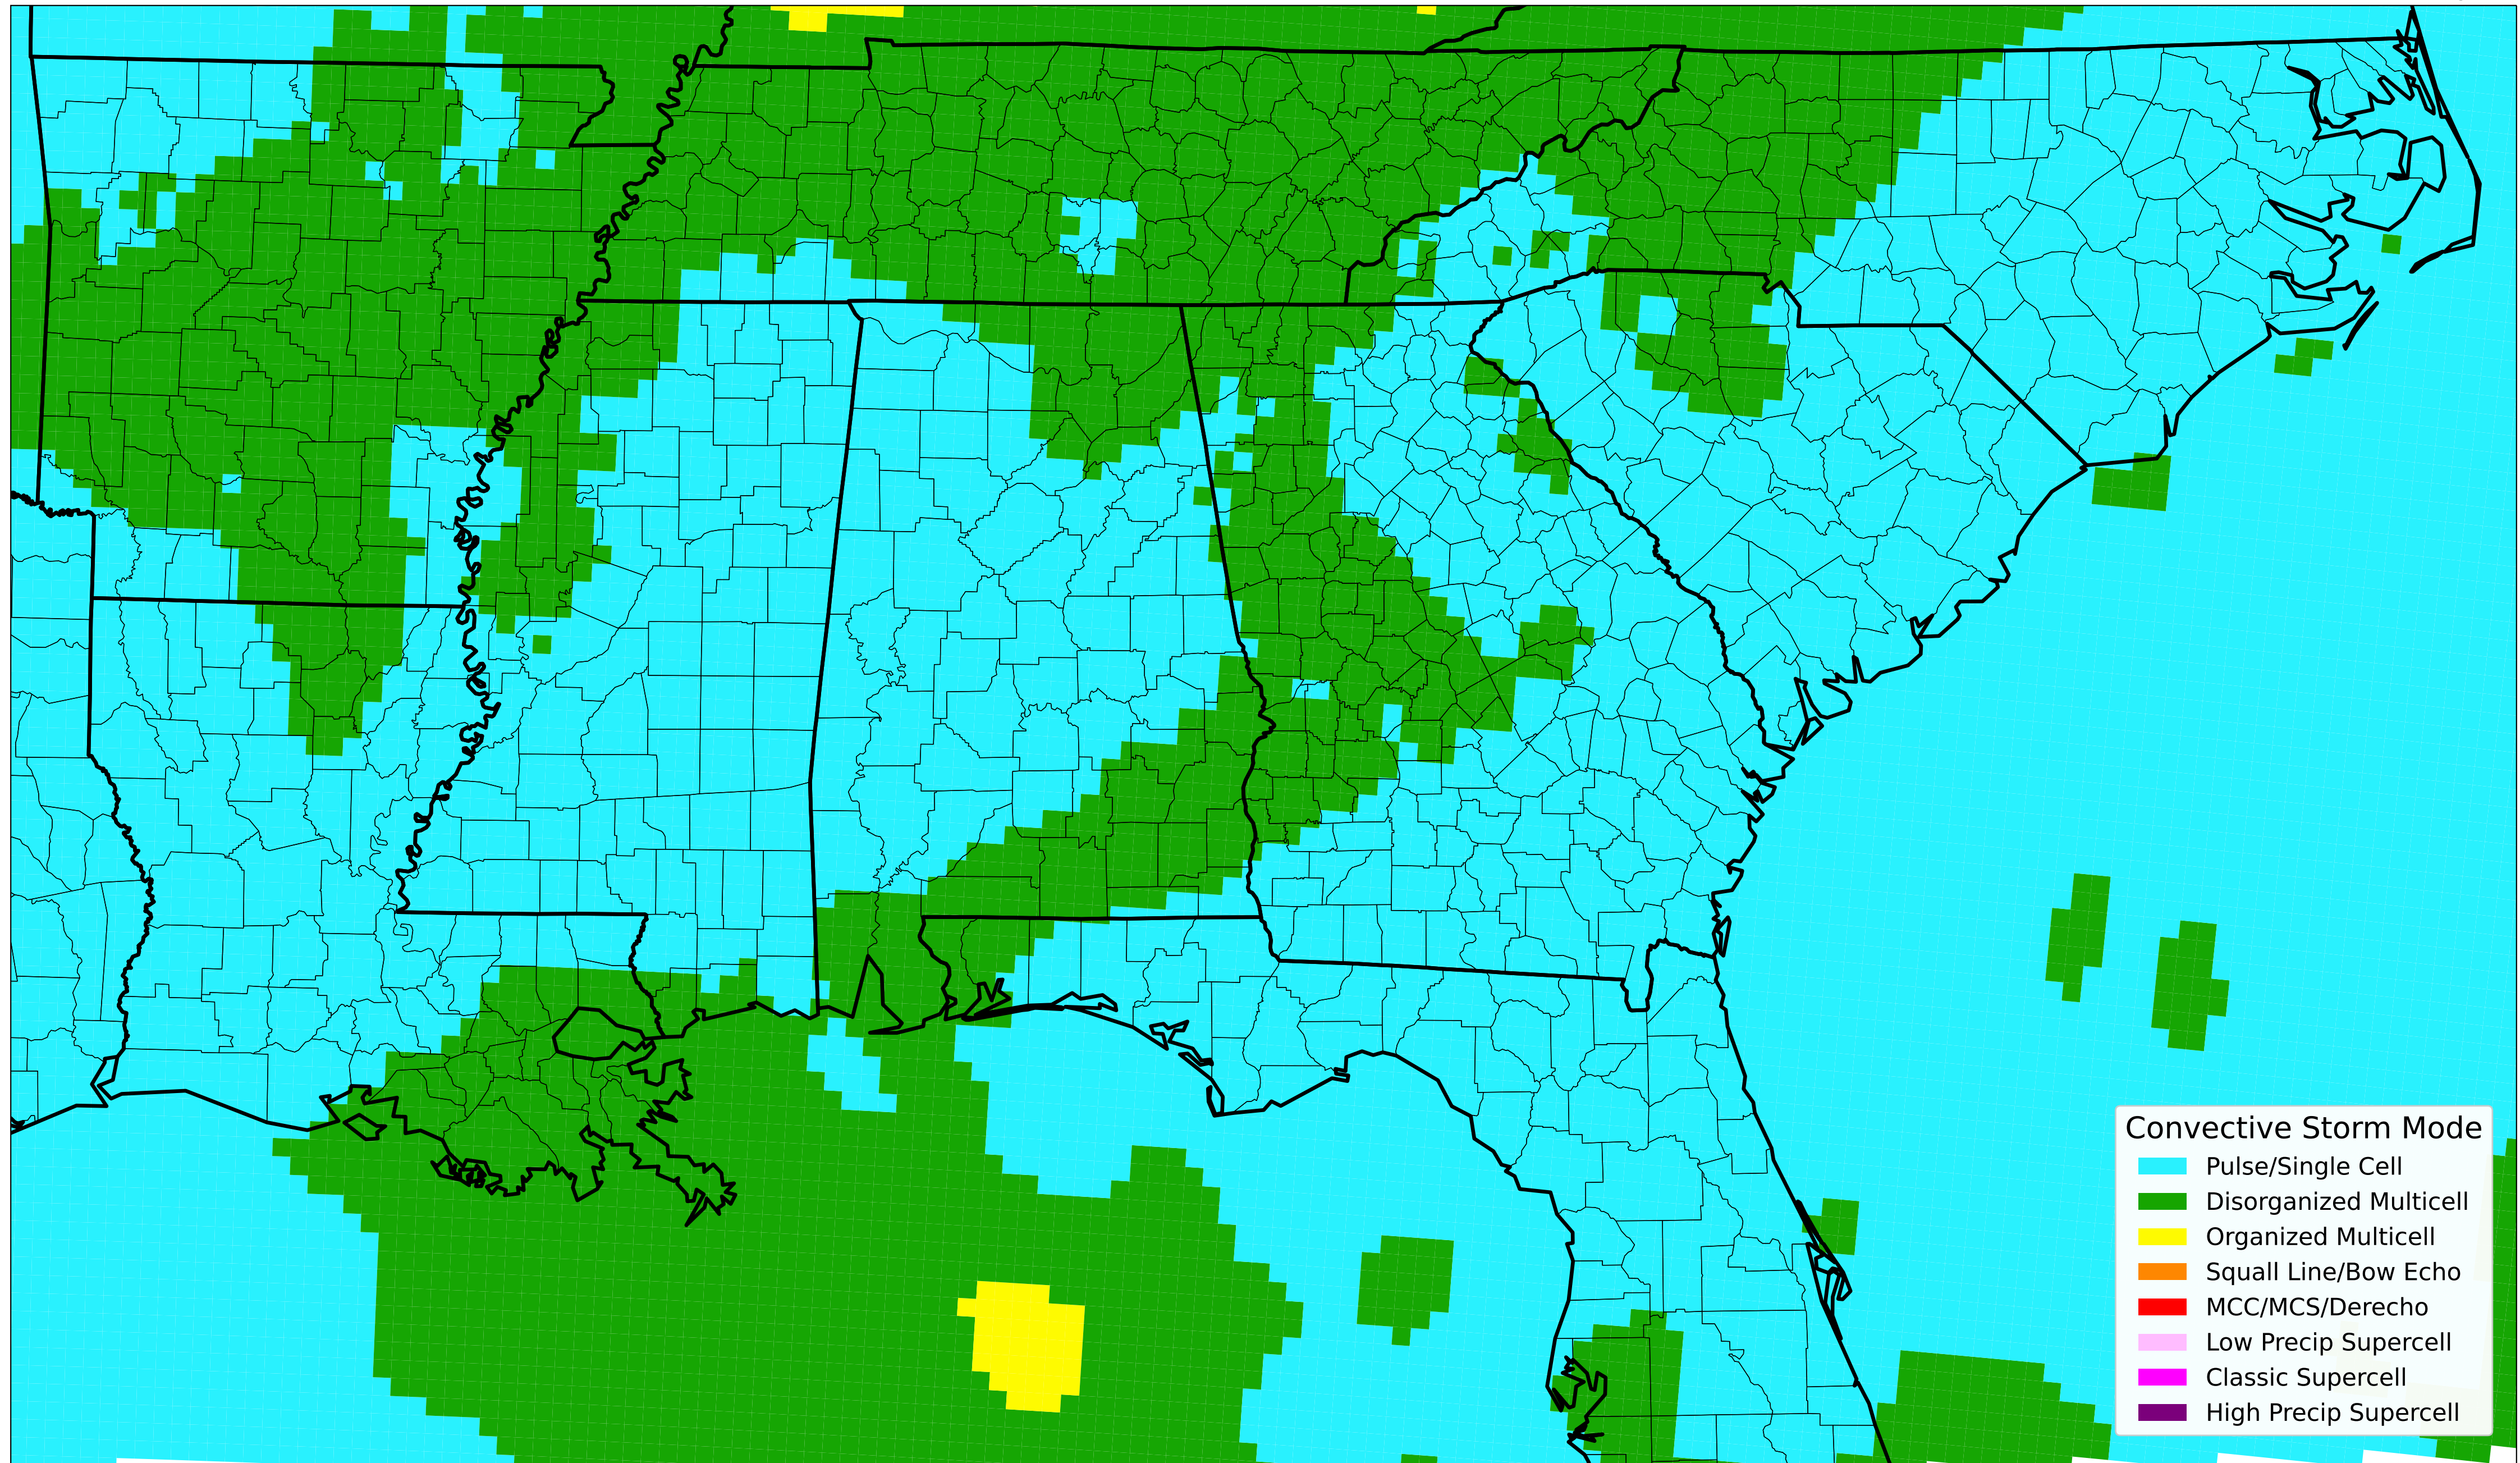 Convective Storm Mode
Pulse/Single Cell
Disorganized Multicell
Organized Multicell
Squall Line/Bow Echo
MCC/MCS/Derecho
Low Precip Supercell
Classic Supercell
High Precip Supercell